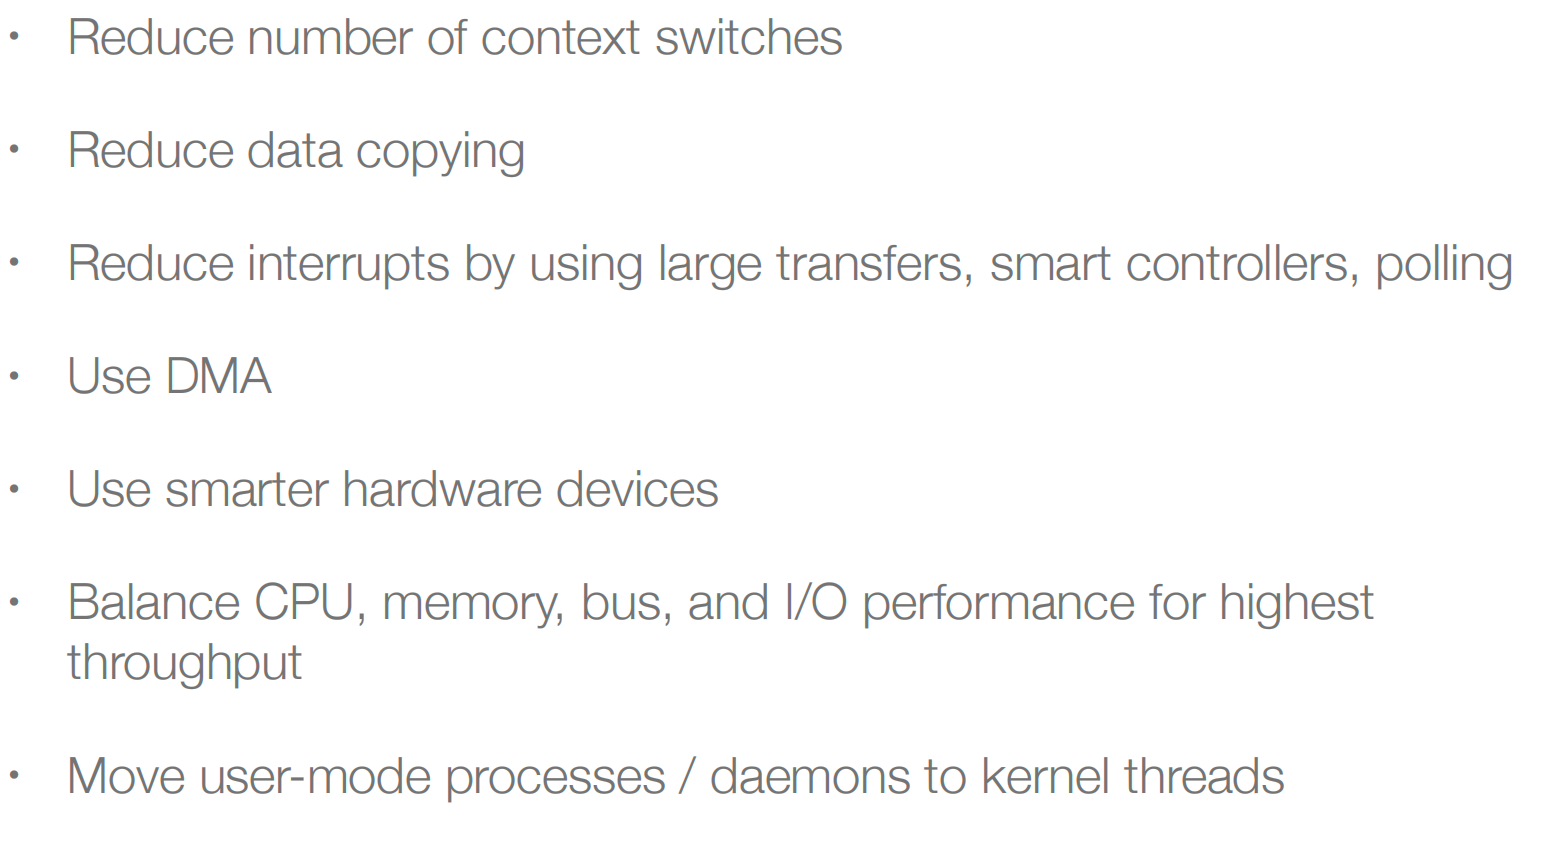 • Reduce number of context switches
• Reduce data copying
• Reduce interrupts by using large transfers, smart controllers, polling
• Use DMA
• Use smarter hardware devices
• Balance CPU, memory, bus, and I/O performance for highest
throughput
• Move user-mode processes / daemons to kernel threads